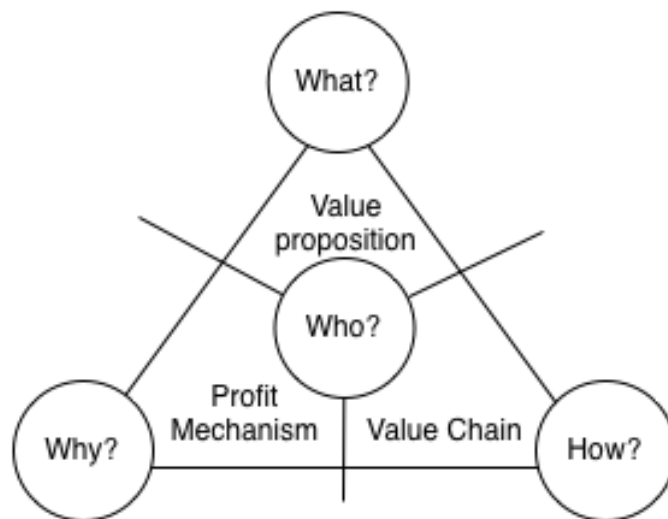 What?
Value
proposition
Who?
Profit
Mechanism
Value Chain
Why?
How?